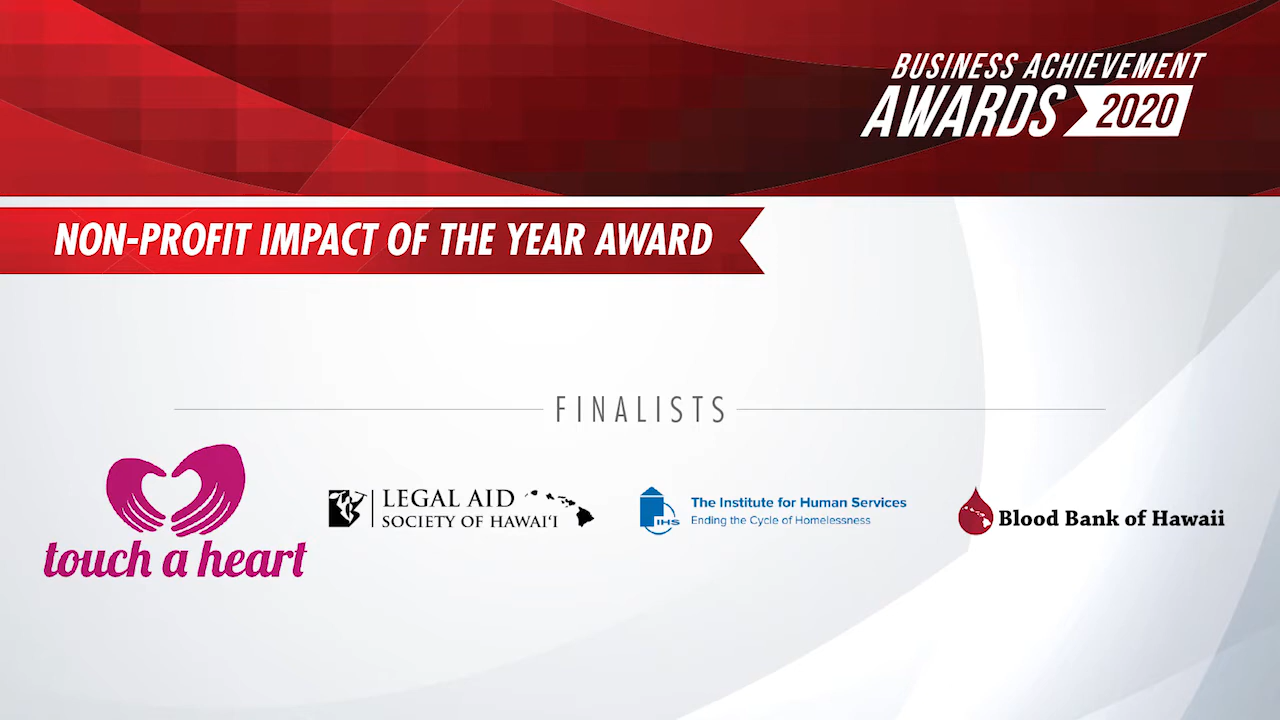 BUSINESS ACHIEVEMENT
AWARDS 2020
NON-PROFIT IMPACT OF THE YEAR AWARD
FINALISTS
touch a heart
LEGAL AID
SOCIETY OF HAWAI‘I
IHS
The Institute for Human Services
Ending the Cycle of Homelessness
Blood Bank of Hawaii